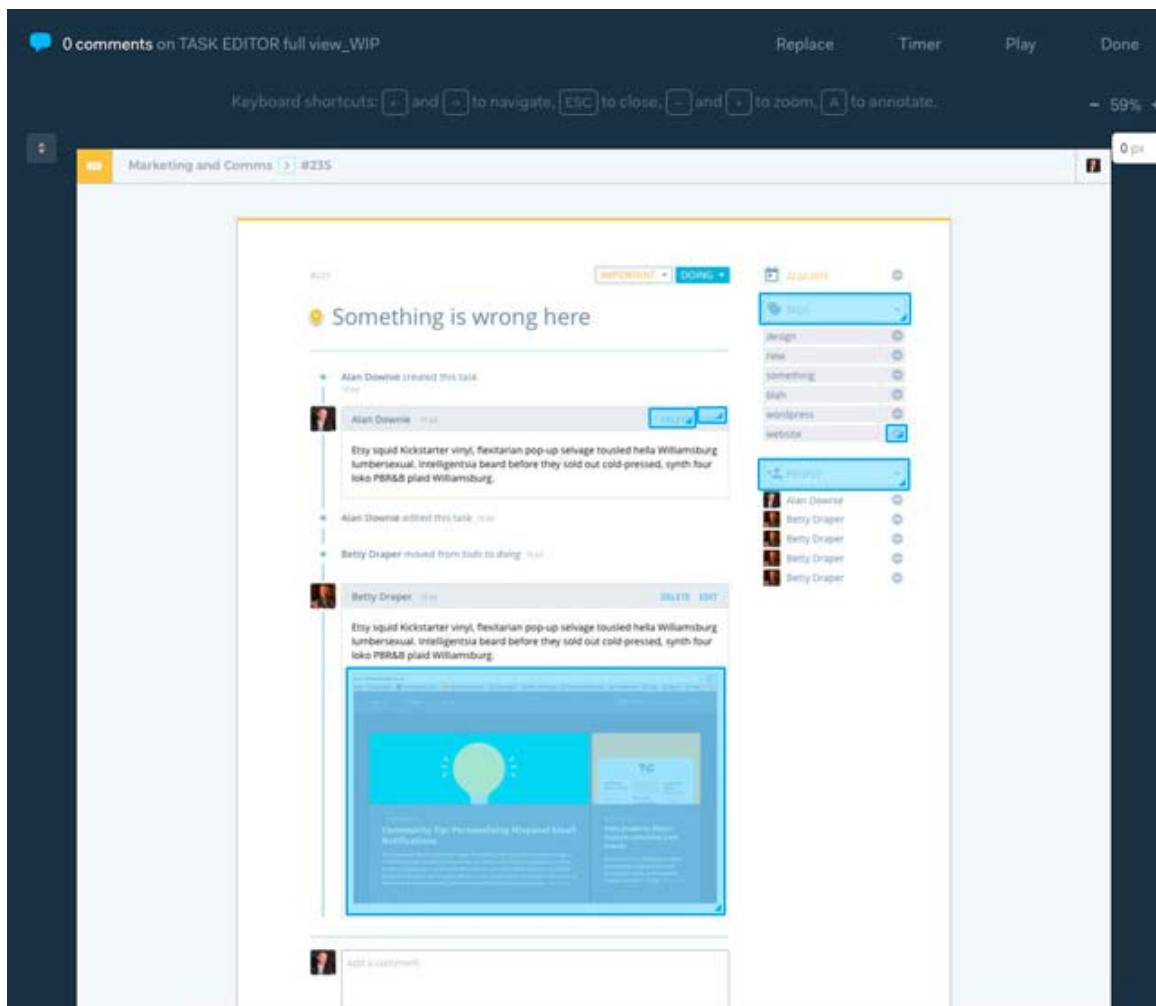 0 comments on TASK EDITOR full view_WIP
Replace Timer Play Done
Keyboard shortcuts: ← and → to navigate, ESC to close, - and + to zoom, A to annotate.
- 59% +
0 px
Marketing and Comms > #235
IMPORTANT DOING
Something is wrong here
TAGS
design
new
something
blah
wordpress
website
Alan Downie created this task
Alan Downie
Etsy squid Kickstarter vinyl, flexitarian pop-up selvage tousled hella Williamsburg
lumbersexual. Intelligentsia beard before they sold out cold-pressed, synth four
loko PBR&B plaid Williamsburg.
PEOPLE
Alan Downie
Betty Draper
Betty Draper
Betty Draper
Betty Draper
Alan Downie edited this task
Betty Draper moved from todo to doing
Betty Draper
DELETE EDIT
Etsy squid Kickstarter vinyl, flexitarian pop-up selvage tousled hella Williamsburg
lumbersexual. Intelligentsia beard before they sold out cold-pressed, synth four
loko PBR&B plaid Williamsburg.
Community Tip: Personalizing Mixpanel Email
Notifications
Add a comment